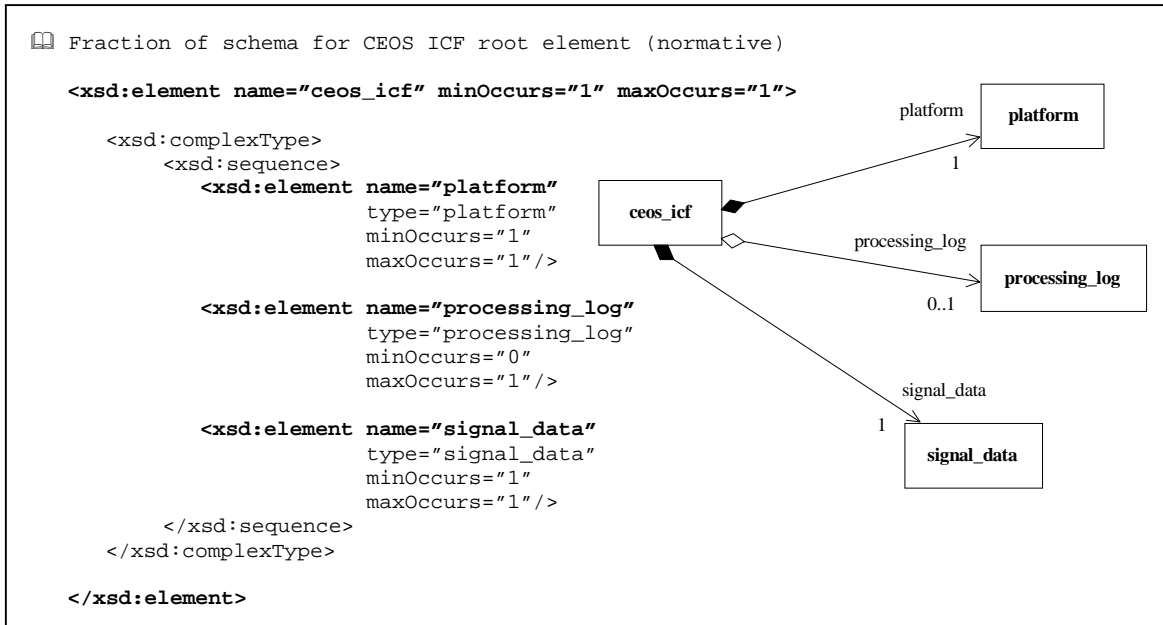 Fraction of schema for CEOS ICF root element (normative)
<xsd:element name=”ceos_icf” minOccurs=”1” maxOccurs=”1”>
<xsd:complexType>
<xsd:sequence>
<xsd:element name=”platform”
type=”platform”
minOccurs=”1”
maxOccurs=”1”/>
<xsd:element name=”processing_log”
type=”processing_log”
minOccurs=”0”
maxOccurs=”1”/>
<xsd:element name=”signal_data”
type=”signal_data”
minOccurs=”1”
maxOccurs=”1”/>
</xsd:sequence>
</xsd:complexType>
</xsd:element>
platform
platform
1
ceos_icf
processing_log
processing_log
0..1
signal_data
1
signal_data